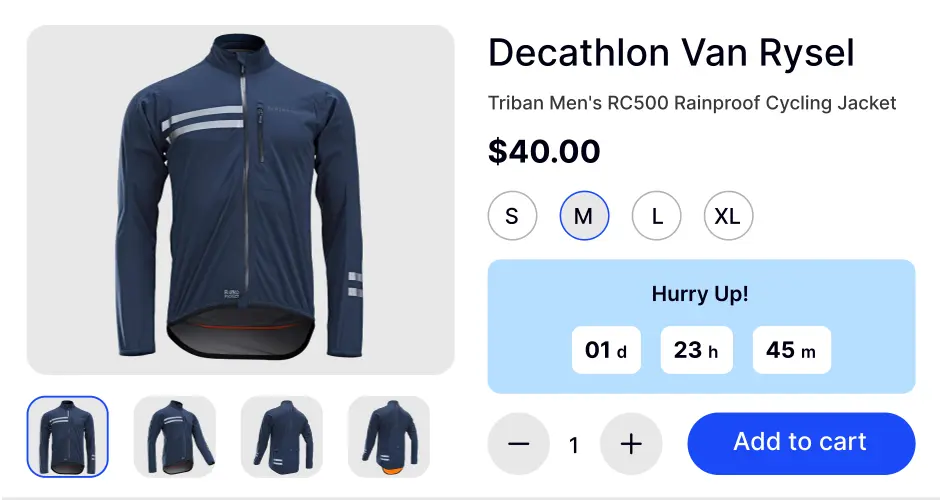 Decathlon Van Rysel
Triban Men's RC500 Rainproof Cycling Jacket
$40.00
S M L XL
Hurry Up!
01 d 23 h 45 m
1
Add to cart